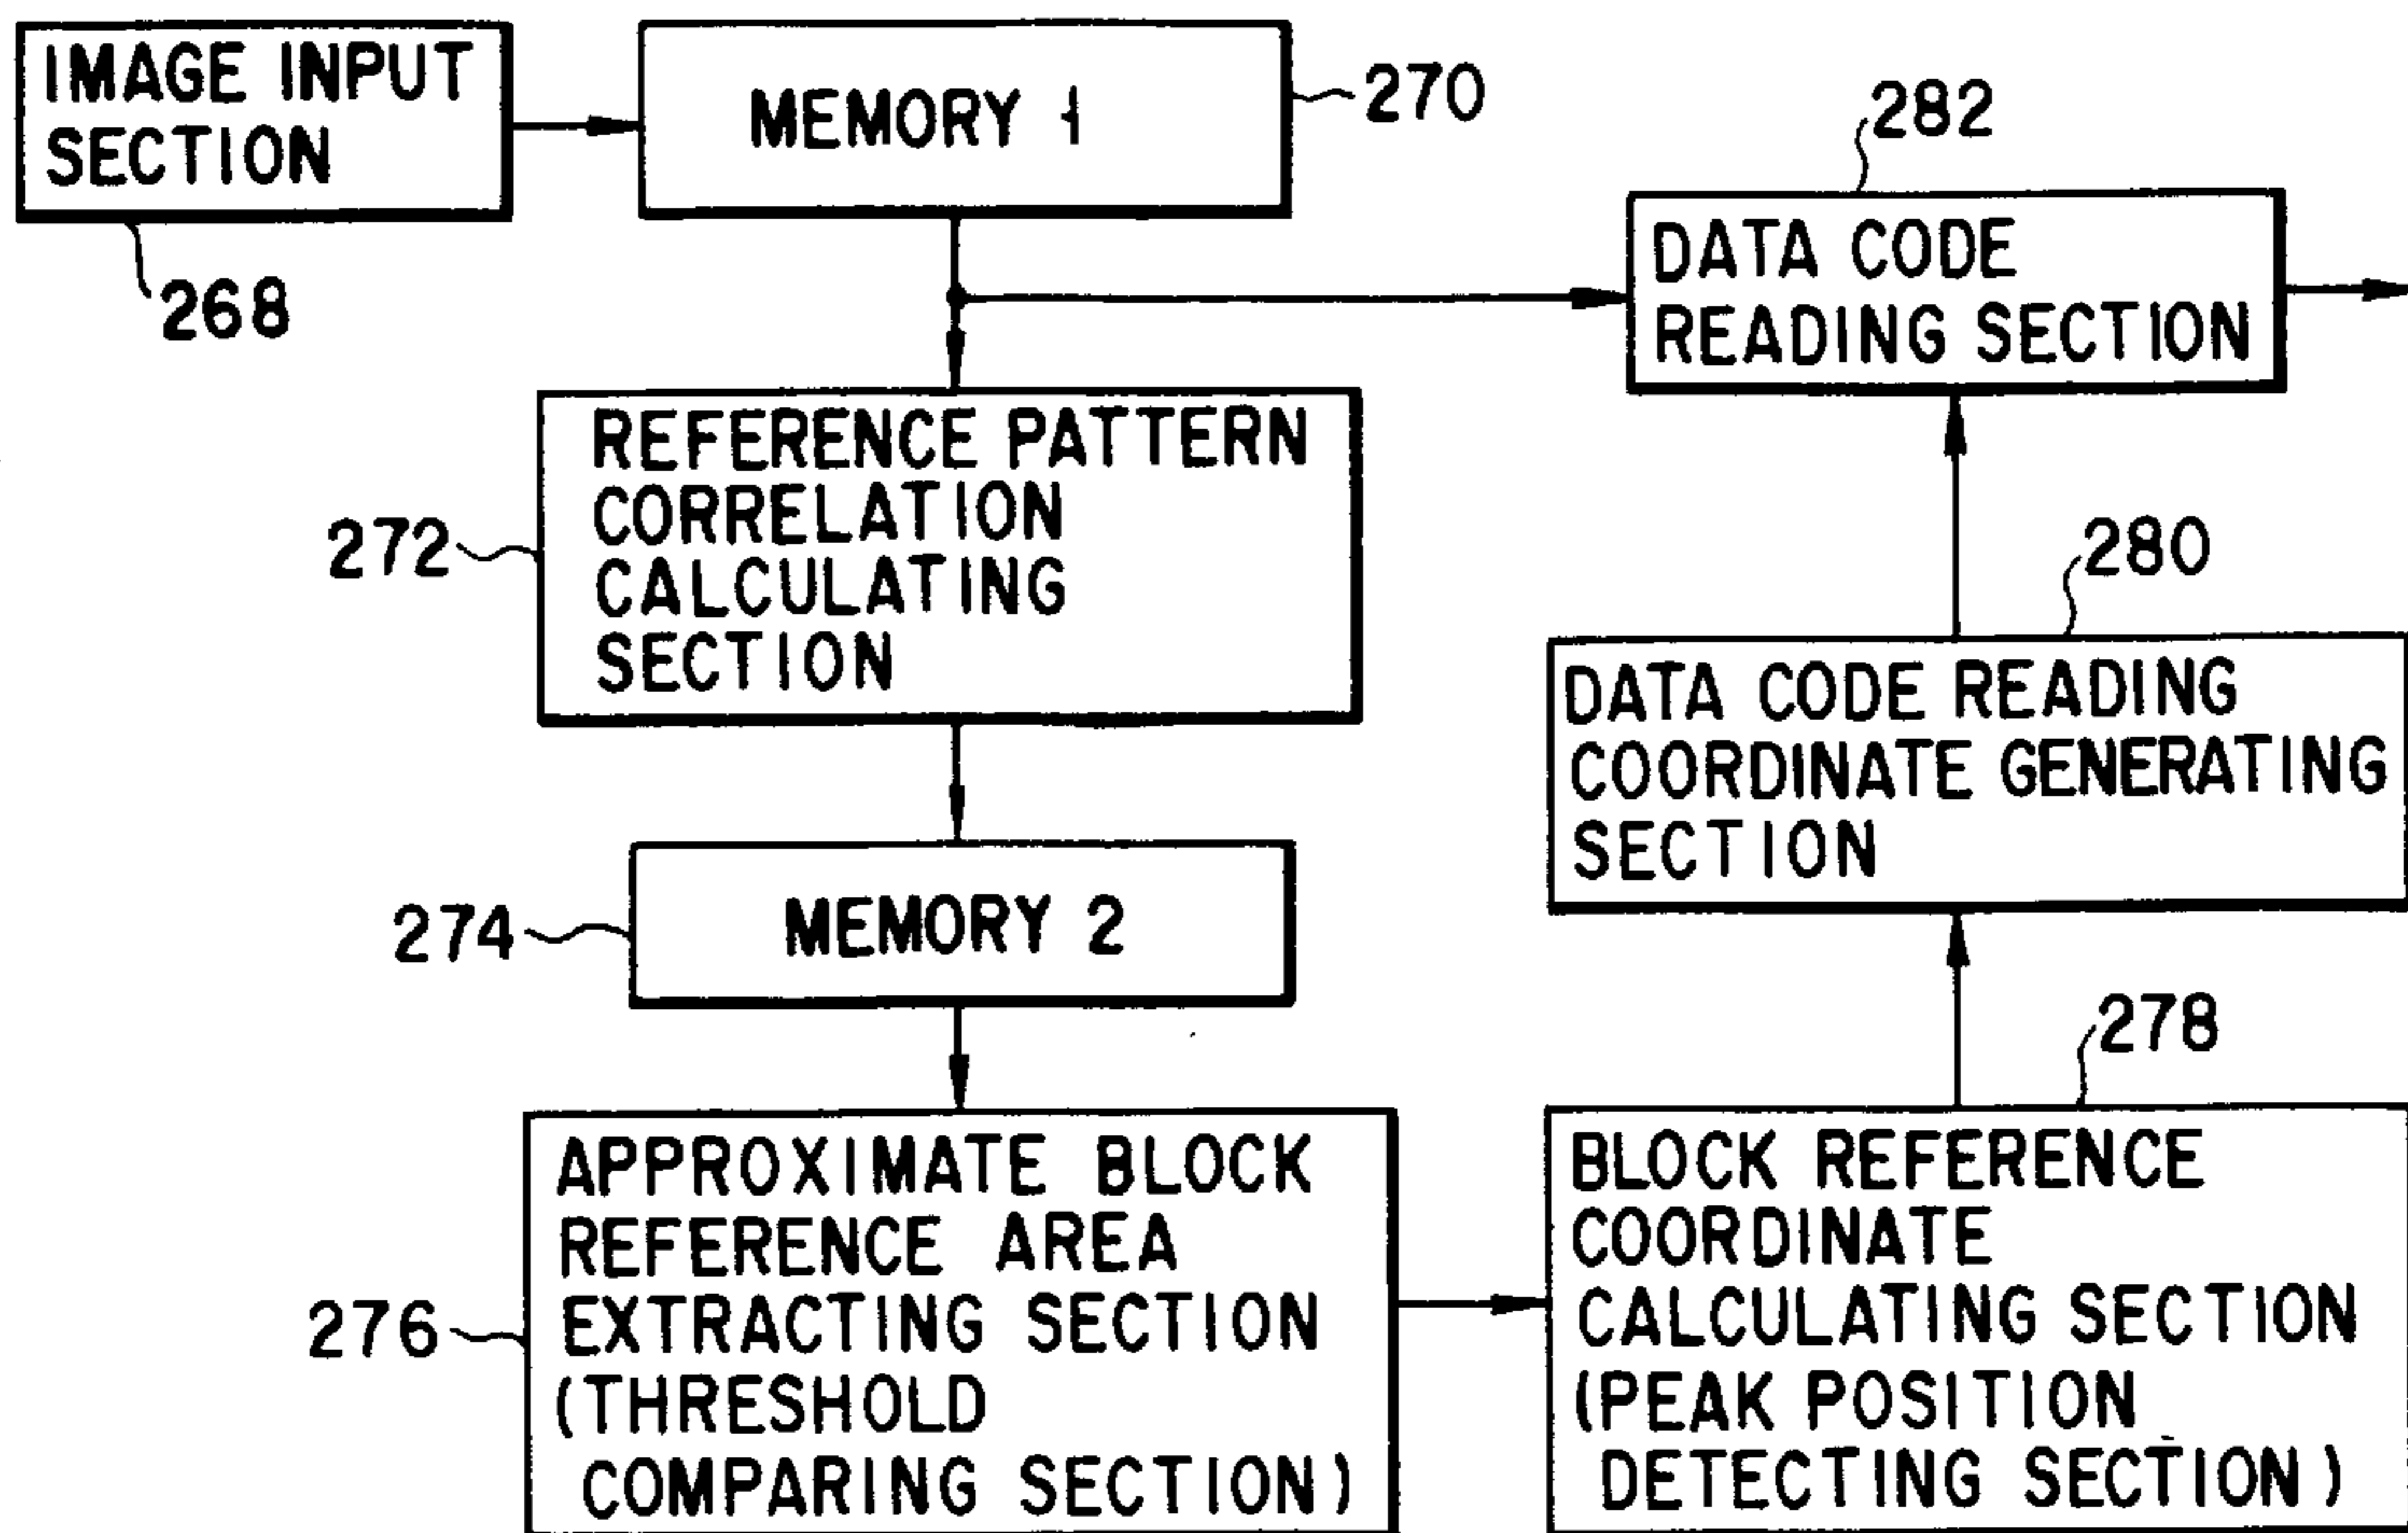 IMAGE INPUT
SECTION
268
MEMORY 1
270
282
DATA CODE
READING SECTION
REFERENCE PATTERN
CORRELATION
CALCULATING
SECTION
272
280
DATA CODE READING
COORDINATE GENERATING
SECTION
274
MEMORY 2
278
276
APPROXIMATE BLOCK
REFERENCE AREA
EXTRACTING SECTION
(THRESHOLD
COMPARING SECTION)
BLOCK REFERENCE
COORDINATE
CALCULATING SECTION
(PEAK POSITION
DETECTING SECTION)